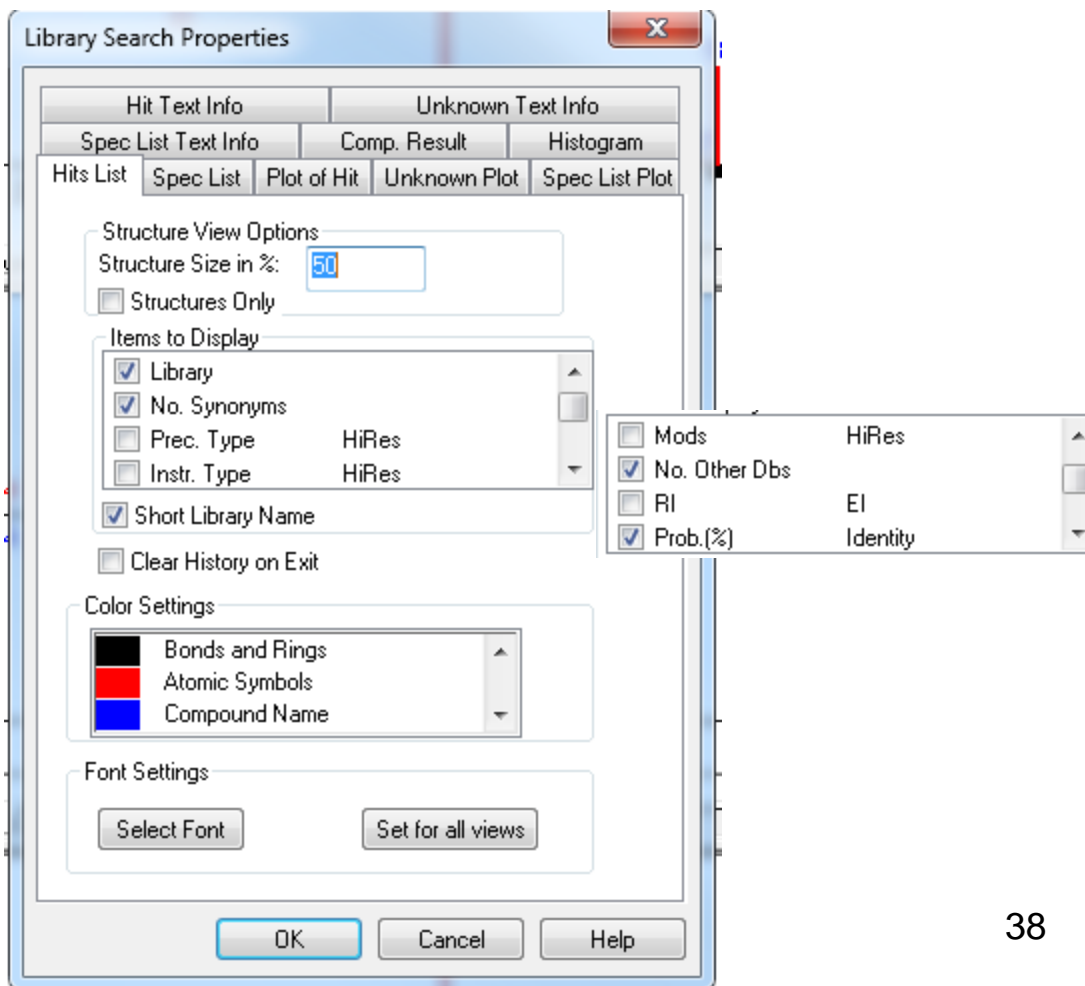 Library Search Properties
Hit Text Info Unknown Text Info
Spec List Text Info Comp. Result Histogram
Hits List Spec List Plot of Hit Unknown Plot Spec List Plot
Structure View Options
Structure Size in %: 50
Structures Only
Items to Display
Library
No. Synonyms
Prec. Type HiRes
Instr. Type HiRes
Mods HiRes
No. Other Dbs
RI EI
Prob.(%) Identity
Short Library Name
Clear History on Exit
Color Settings
Bonds and Rings
Atomic Symbols
Compound Name
Font Settings
Select Font Set for all views
OK Cancel Help
38